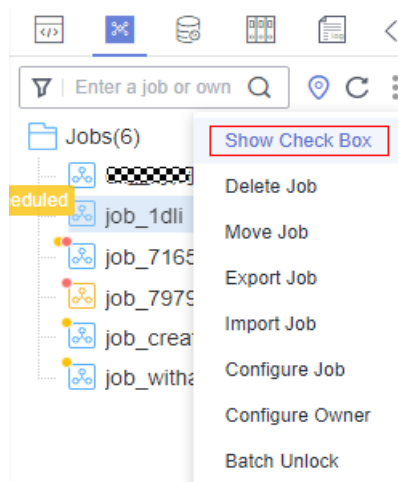 Enter a job or own
Jobs(6)
Show Check Box
Delete Job
eduled
job_1dli
Move Job
job_7165
Export Job
job_7979
Import Job
job_crea
Configure Job
job_witha
Configure Owner
Batch Unlock